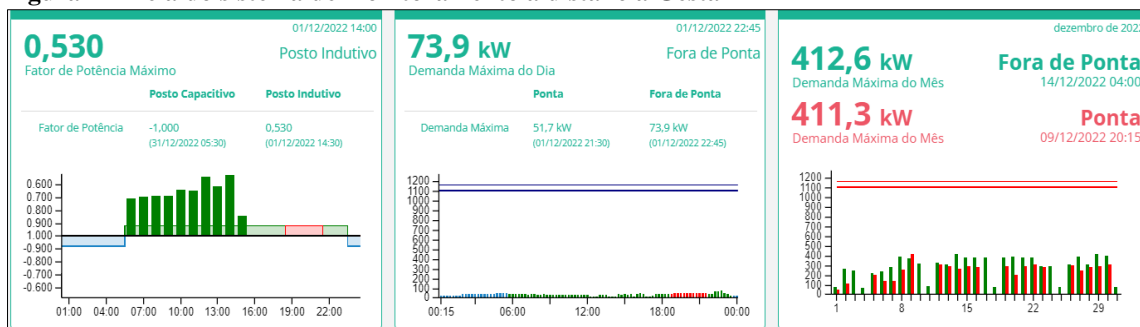 01/12/2022 14:00
0,530
Posto Indutivo
Fator de Potência Máximo
Posto Capacitivo Posto Indutivo
Fator de Potência -1,000 0,530
(31/12/2022 05:30) (01/12/2022 14:30)
0.600
0.700
0.800
0.900
1.000
-0.900
-0.800
-0.700
-0.600
01:00 04:00 07:00 10:00 13:00 16:00 19:00 22:00
01/12/2022 22:45
73,9 kW
Fora de Ponta
Demanda Máxima do Dia
Ponta Fora de Ponta
Demanda Máxima 51,7 kW 73,9 kW
(01/12/2022 21:30) (01/12/2022 22:45)
1200
1100
1000
900
800
700
600
500
400
300
200
100
0
00:15 06:00 12:00 18:00 00:00
dezembro de 2022
412,6 kW Fora de Ponta
Demanda Máxima do Mês 14/12/2022 04:00
411,3 kW Ponta
Demanda Máxima do Mês 09/12/2022 20:15
1200
1100
1000
900
800
700
600
500
400
300
200
100
0
1 8 15 22 29